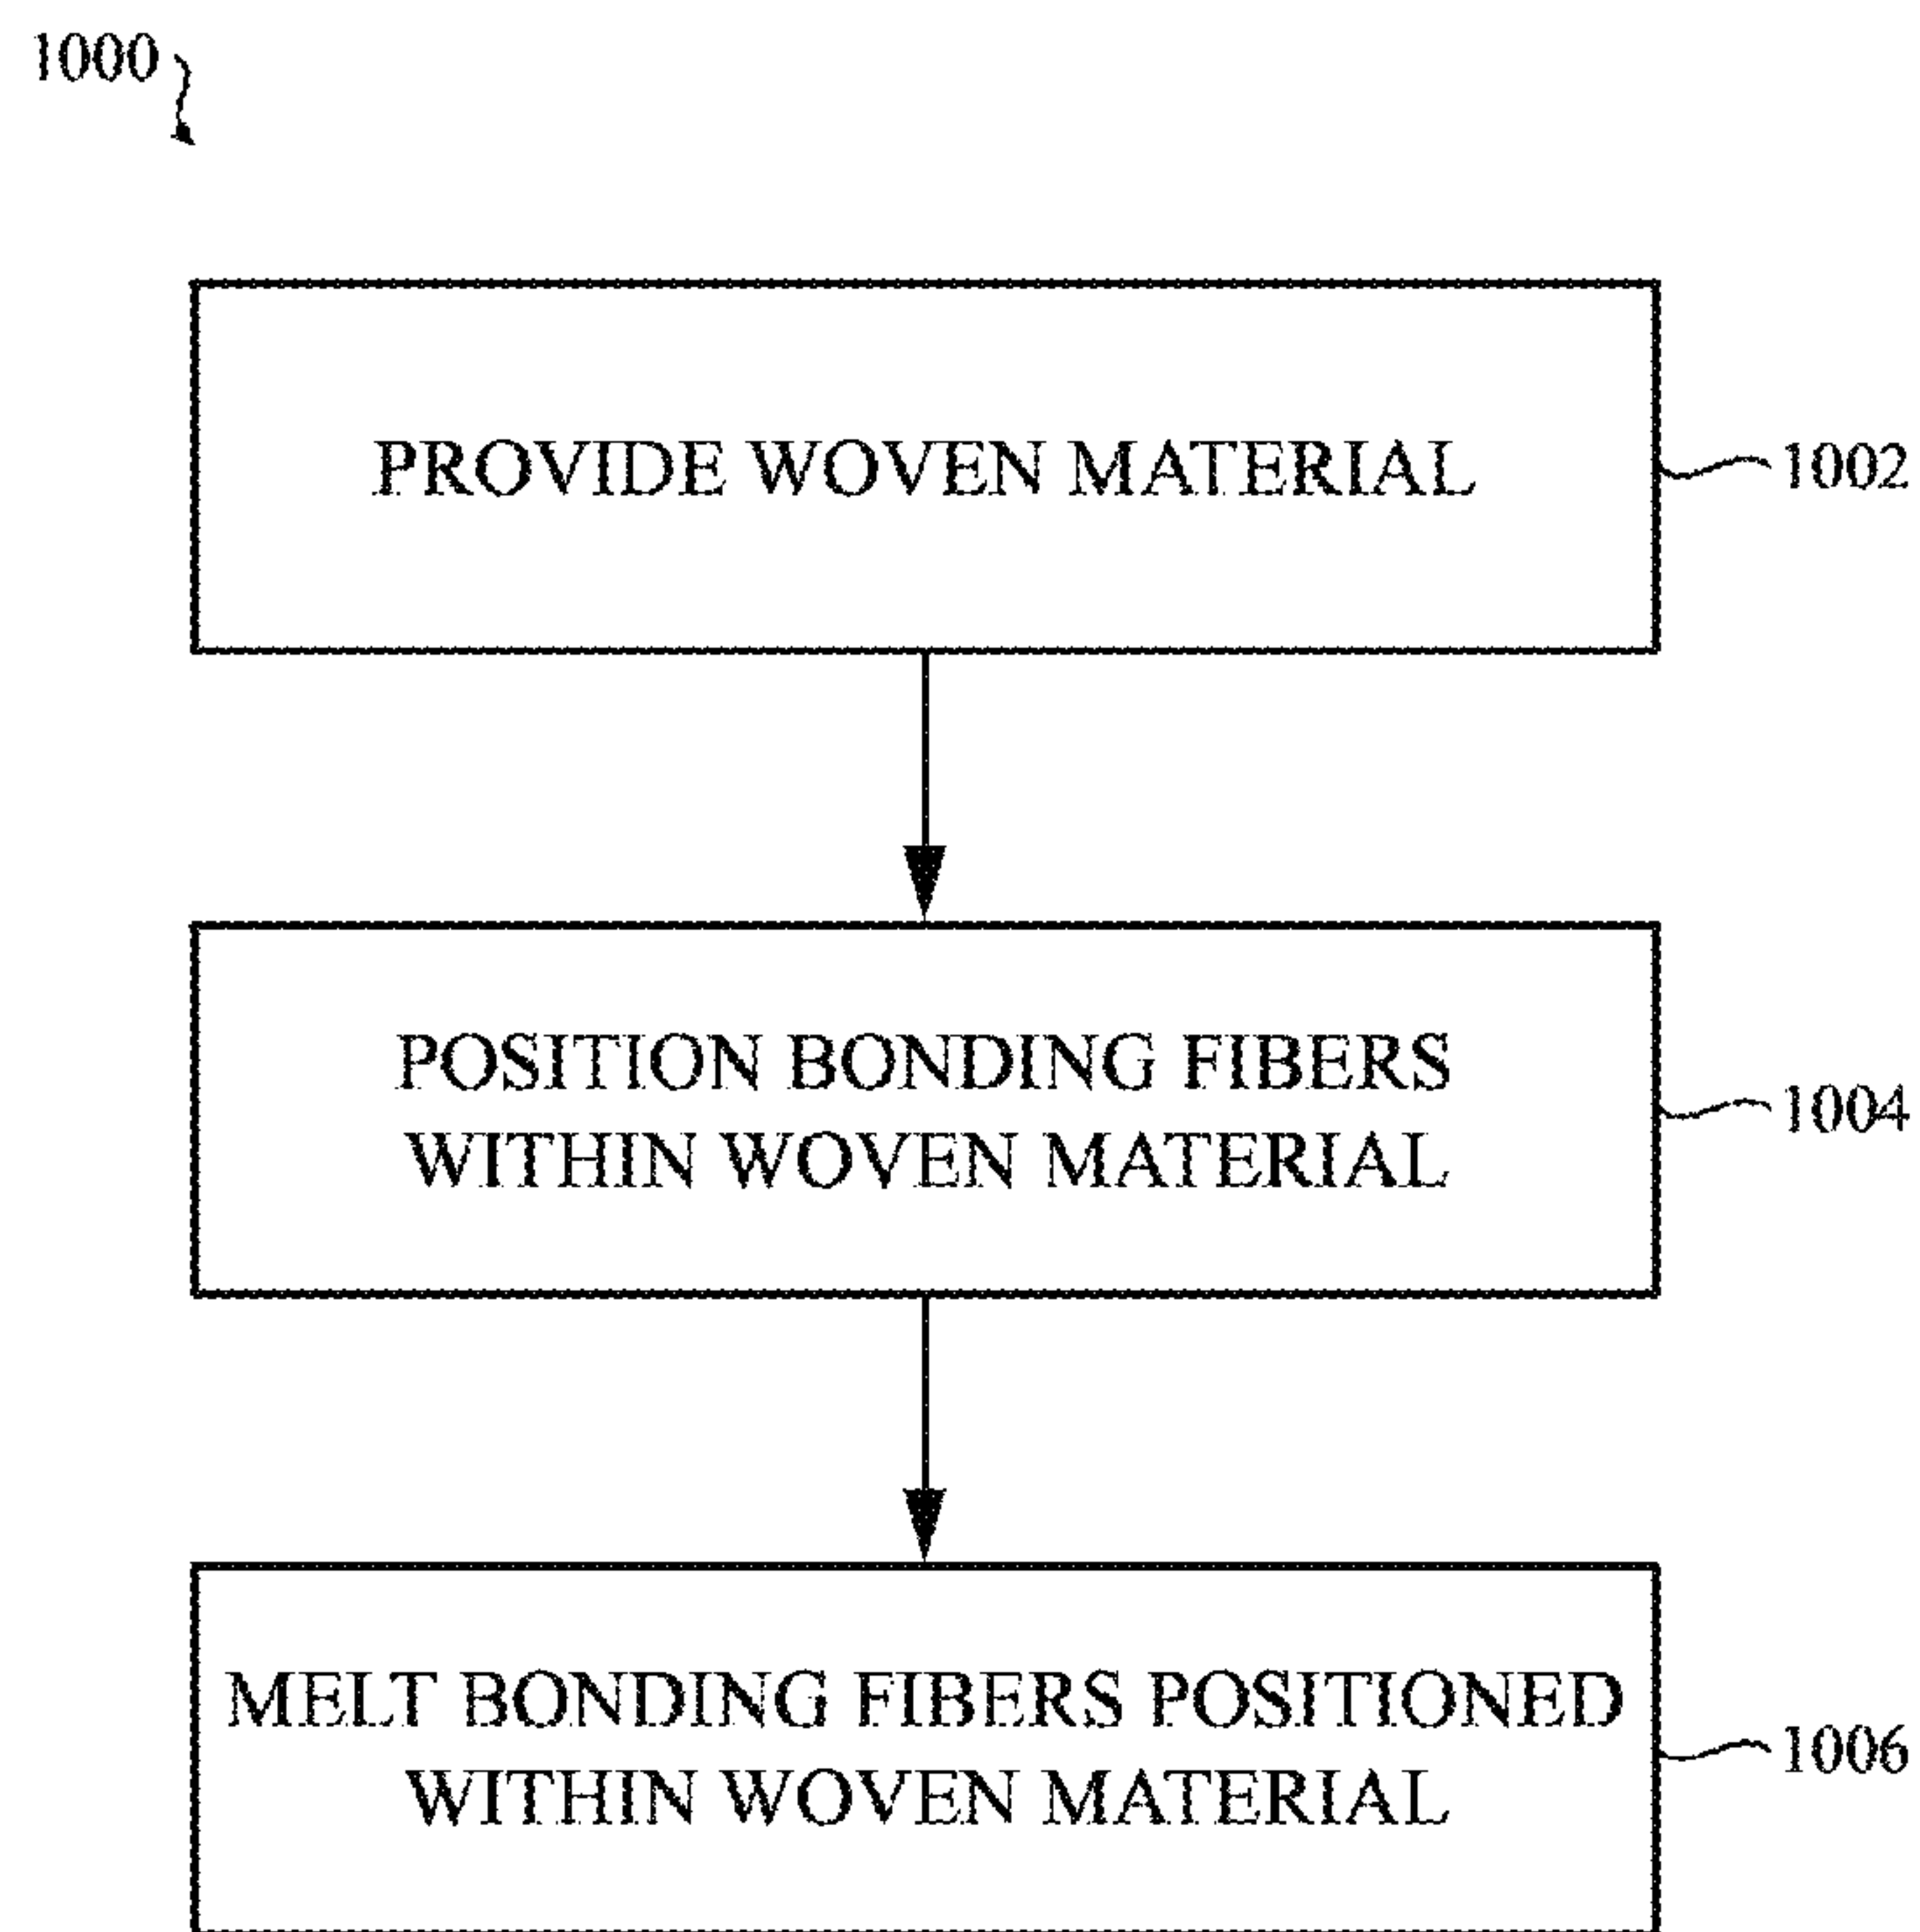 1000
PROVIDE WOVEN MATERIAL
1002
POSITION BONDING FIBERS
WITHIN WOVEN MATERIAL
1004
MELT BONDING FIBERS POSITIONED
WITHIN WOVEN MATERIAL
1006